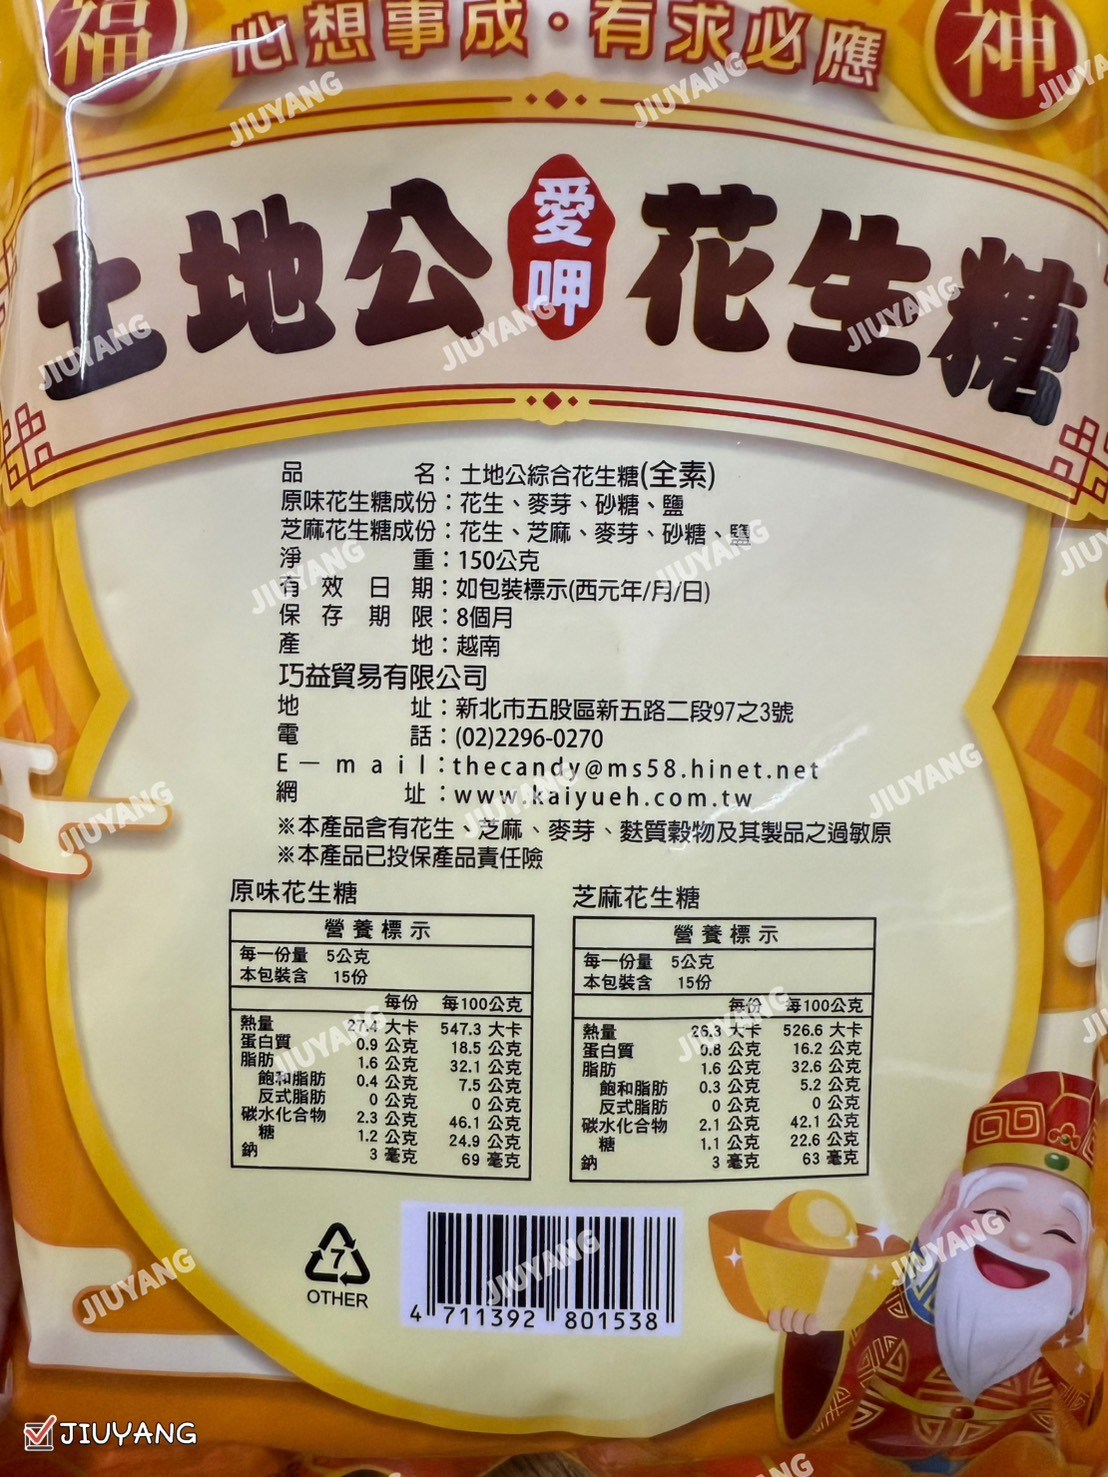 福 心想事成・有求必應 神
土地公愛呷花生糖
品名：土地公綜合花生糖(全素)
原味花生糖成份：花生、麥芽、砂糖、鹽
芝麻花生糖成份：花生、芝麻、麥芽、砂糖、鹽
淨重：150公克
有效日期：如包裝標示(西元年/月/日)
保存期限：8個月
產地：越南
巧益貿易有限公司
地址：新北市五股區新五路二段97之3號
電話：(02)2296-0270
E-mail：thecandy@ms58.hinet.net
網址：www.kaiyueh.com.tw
※本產品含有花生、芝麻、麥芽、麩質穀物及其製品之過敏原
※本產品已投保產品責任險
原味花生糖
營養標示
每一份量 5公克
本包裝含 15份
每份 每100公克
熱量 27.4 大卡 547.3 大卡
蛋白質 0.9 公克 18.5 公克
脂肪 1.6 公克 32.1 公克
飽和脂肪 0.4 公克 7.5 公克
反式脂肪 0 公克 0 公克
碳水化合物 2.3 公克 46.1 公克
糖 1.2 公克 24.9 公克
鈉 3 毫克 69 毫克
芝麻花生糖
營養標示
每一份量 5公克
本包裝含 15份
每份 每100公克
熱量 26.3 大卡 526.6 大卡
蛋白質 0.8 公克 16.2 公克
脂肪 1.6 公克 32.6 公克
飽和脂肪 0.3 公克 5.2 公克
反式脂肪 0 公克 0 公克
碳水化合物 2.1 公克 42.1 公克
糖 1.1 公克 22.6 公克
鈉 3 毫克 63 毫克
7
OTHER
4 711392 801538
JIUYANG